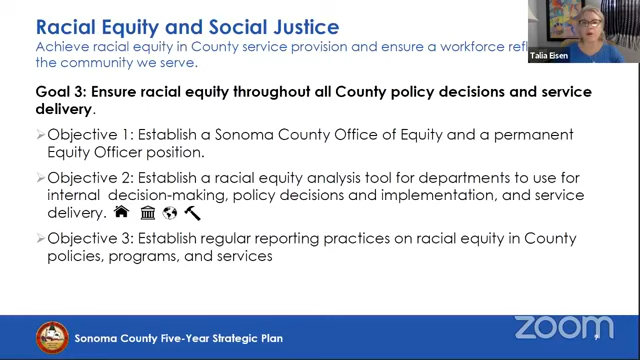 Racial Equity and Social Justice
Achieve racial equity in County service provision and ensure a workforce
the community we serve.
Talia Eisen
Goal 3: Ensure racial equity throughout all County policy decisions and service
delivery.
Objective 1: Establish a Sonoma County Office of Equity and a permanent
Equity Officer position.
Objective 2: Establish a racial equity analysis tool for departments to use for
internal decision-making, policy decisions and implementation, and service
delivery.
Objective 3: Establish regular reporting practices on racial equity in County
policies, programs, and services
Sonoma County Five-Year Strategic Plan
zoom